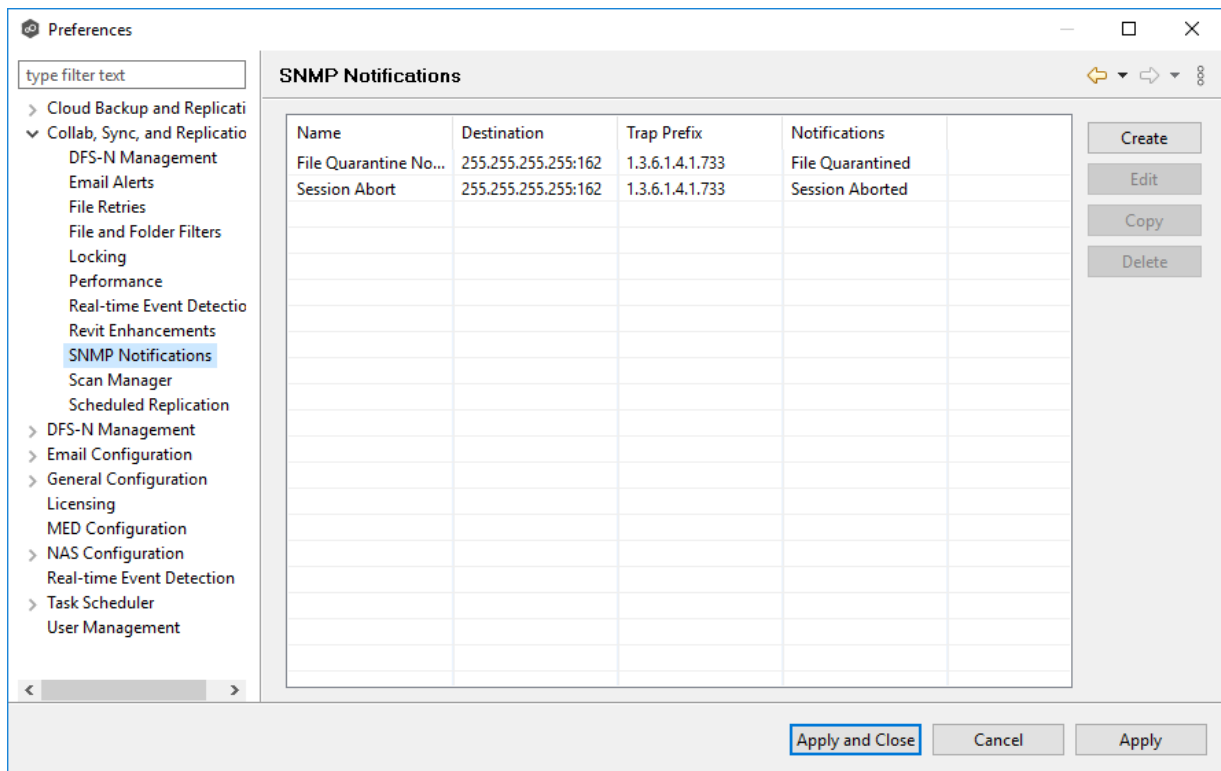 Preferences
type filter text
Cloud Backup and Replicati
Collab, Sync, and Replicatio
DFS-N Management
Email Alerts
File Retries
File and Folder Filters
Locking
Performance
Real-time Event Detectio
Revit Enhancements
SNMP Notifications
Scan Manager
Scheduled Replication
DFS-N Management
Email Configuration
General Configuration
Licensing
MED Configuration
NAS Configuration
Real-time Event Detection
Task Scheduler
User Management
SNMP Notifications
Name Destination Trap Prefix Notifications
File Quarantine No... 255.255.255.255:162 1.3.6.1.4.1.733 File Quarantined
Session Abort 255.255.255.255:162 1.3.6.1.4.1.733 Session Aborted
Create
Edit
Copy
Delete
Apply and Close Cancel Apply